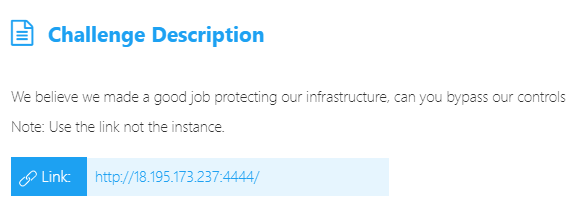 Challenge Description
We believe we made a good job protecting our infrastructure, can you bypass our controls
Note: Use the link not the instance.
Link: http://18.195.173.237:4444/